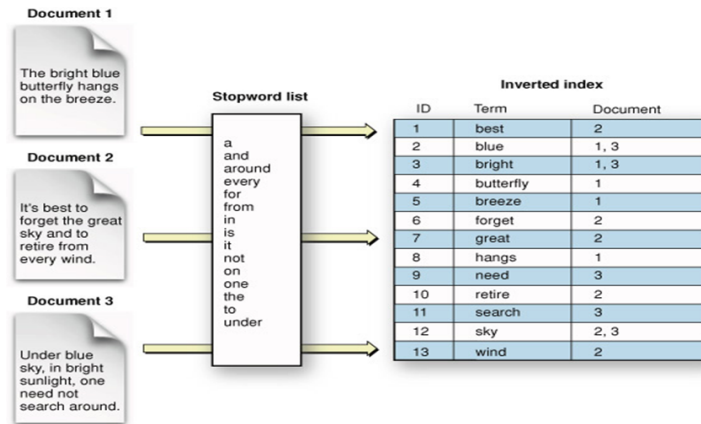 Document 1
The bright blue
butterfly hangs
on the breeze.
Document 2
It's best to
forget the great
sky and to
retire from
every wind.
Document 3
Under blue
sky, in bright
sunlight, one
need not
search around.
Stopword list
a
and
around
every
for
from
in
is
it
not
on
one
the
to
under
Inverted index
ID Term Document
1 best 2
2 blue 1, 3
3 bright 1, 3
4 butterfly 1
5 breeze 1
6 forget 2
7 great 2
8 hangs 1
9 need 3
10 retire 2
11 search 3
12 sky 2, 3
13 wind 2